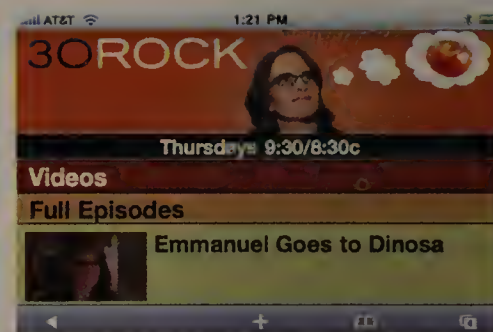 AT&T 1:21 PM
30ROCK
Thursdays 9:30/8:30c
Videos
Full Episodes
Emmanuel Goes to Dinosa